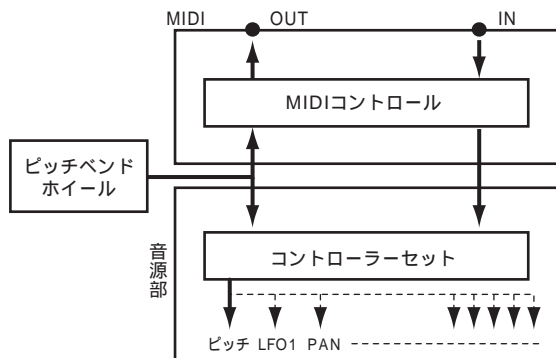 MIDI OUT IN
MIDIコントロール
ピッチベンド
ホイール
音源部
コントローラーセット
ピッチ LFO1 PAN